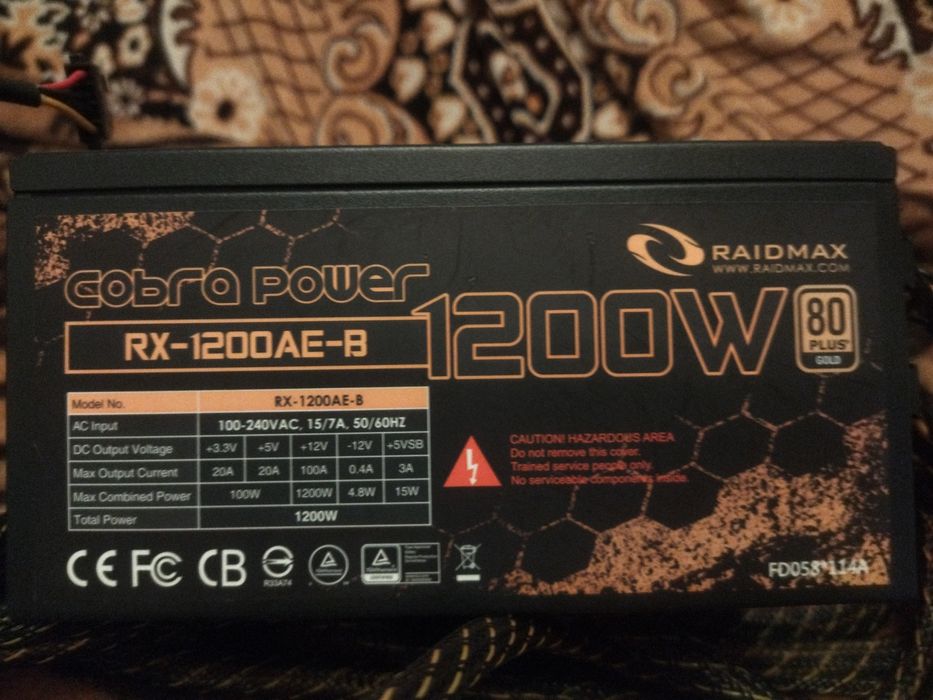 RAIDMAX
WWW.RAIDMAX.COM
cobra power
1200W
80
PLUS
GOLD
RX-1200AE-B
Model No. RX-1200AE-B
AC Input 100-240VAC, 15/7A, 50/60HZ
DC Output Voltage +3.3V +5V +12V -12V +5VSB
Max Output Current 20A 20A 100A 0.4A 3A
Max Combined Power 100W 1200W 4.8W 15W
Total Power 1200W
CAUTION! HAZARDOUS AREA
Do not remove this cover.
Trained service people only.
No serviceable components inside.
CE FC CB
R33A74
FD058*114A